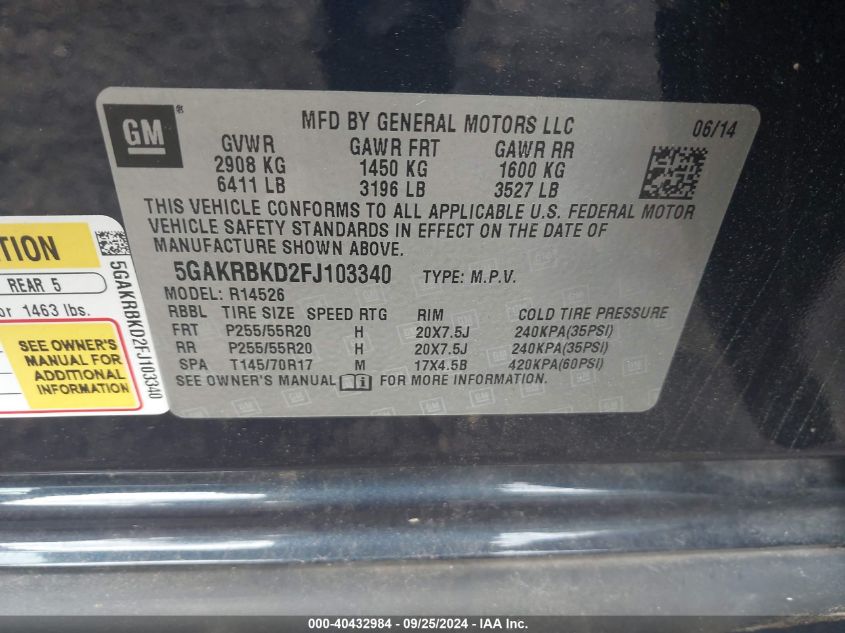 GM
MFD BY GENERAL MOTORS LLC 06/14
GVWR GAWR FRT GAWR RR
2908 KG 1450 KG 1600 KG
6411 LB 3196 LB 3527 LB
THIS VEHICLE CONFORMS TO ALL APPLICABLE U.S. FEDERAL MOTOR
VEHICLE SAFETY STANDARDS IN EFFECT ON THE DATE OF
MANUFACTURE SHOWN ABOVE.
5GAKRBKD2FJ103340 TYPE: M.P.V.
MODEL: R14526
RBBL TIRE SIZE SPEED RTG RIM COLD TIRE PRESSURE
FRT P255/55R20 H 20X7.5J 240KPA(35PSI)
RR P255/55R20 H 20X7.5J 240KPA(35PSI)
SPA T145/70R17 M 17X4.5B 420KPA(60PSI)
SEE OWNER'S MANUAL FOR MORE INFORMATION
REAR 5
1463 lbs.
SEE OWNER'S
MANUAL FOR
ADDITIONAL
INFORMATION
5GAKRBKD2FJ103340
000-40432984 - 09/25/2024 - IAA Inc.